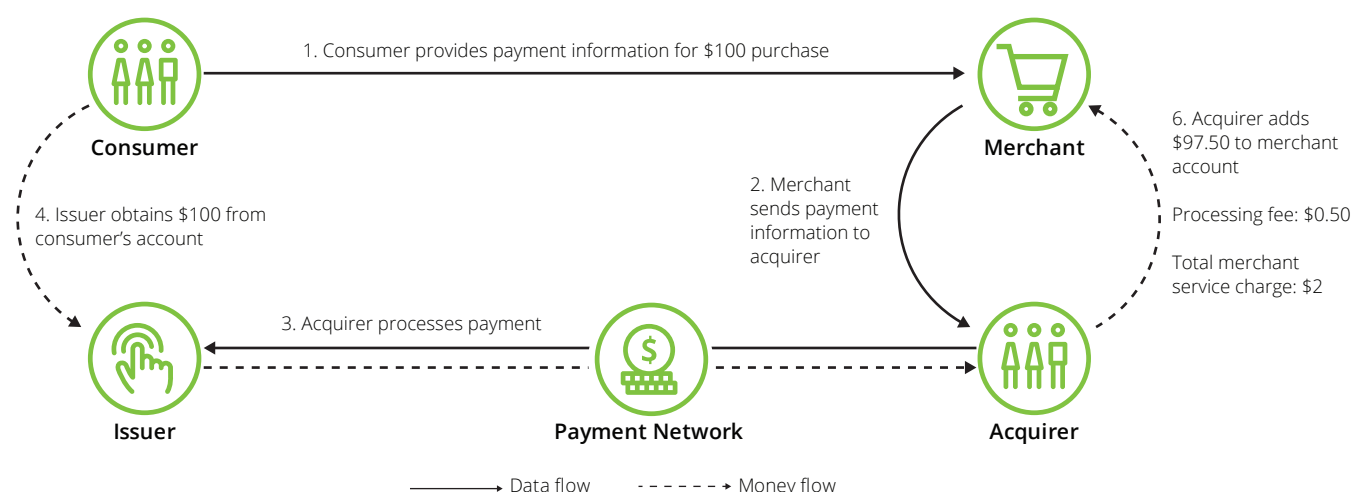 1. Consumer provides payment information for $100 purchase
Consumer
Merchant
6. Acquirer adds
$97.50 to merchant
account
Processing fee: $0.50
Total merchant
service charge: $2
2. Merchant
sends payment
information to
acquirer
4. Issuer obtains $100 from
consumer’s account
3. Acquirer processes payment
$
Issuer
Payment Network
Acquirer
Data flow
Money flow